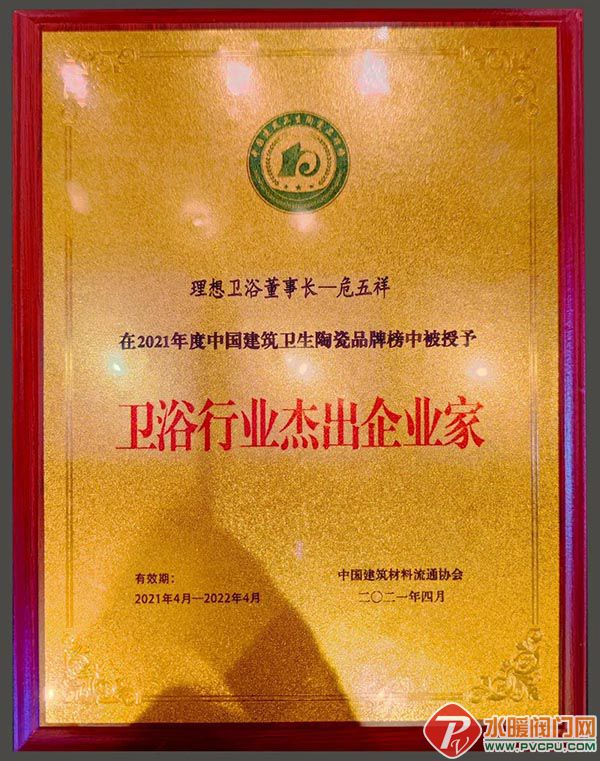 理想卫浴董事长—危五祥
在2021年度中国建筑卫生陶瓷品牌榜中被授予
卫浴行业杰出企业家
有效期：
2021年4月—2022年4月
中国建筑材料流通协会
二〇二一年四月
水暖阀门网
WWW.PVCPU.COM